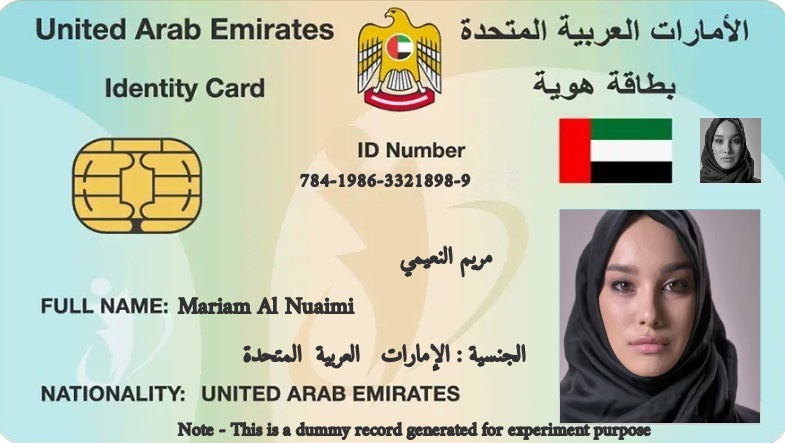 United Arab Emirates
الأمارات العربية المتحدة
Identity Card
بطاقة هوية
ID Number
784-1986-3321898-9
مريم النعيمي
FULL NAME: Mariam Al Nuaimi
الجنسية : الإمارات العربية المتحدة
NATIONALITY: UNITED ARAB EMIRATES
Note - This is a dummy record generated for experiment purpose